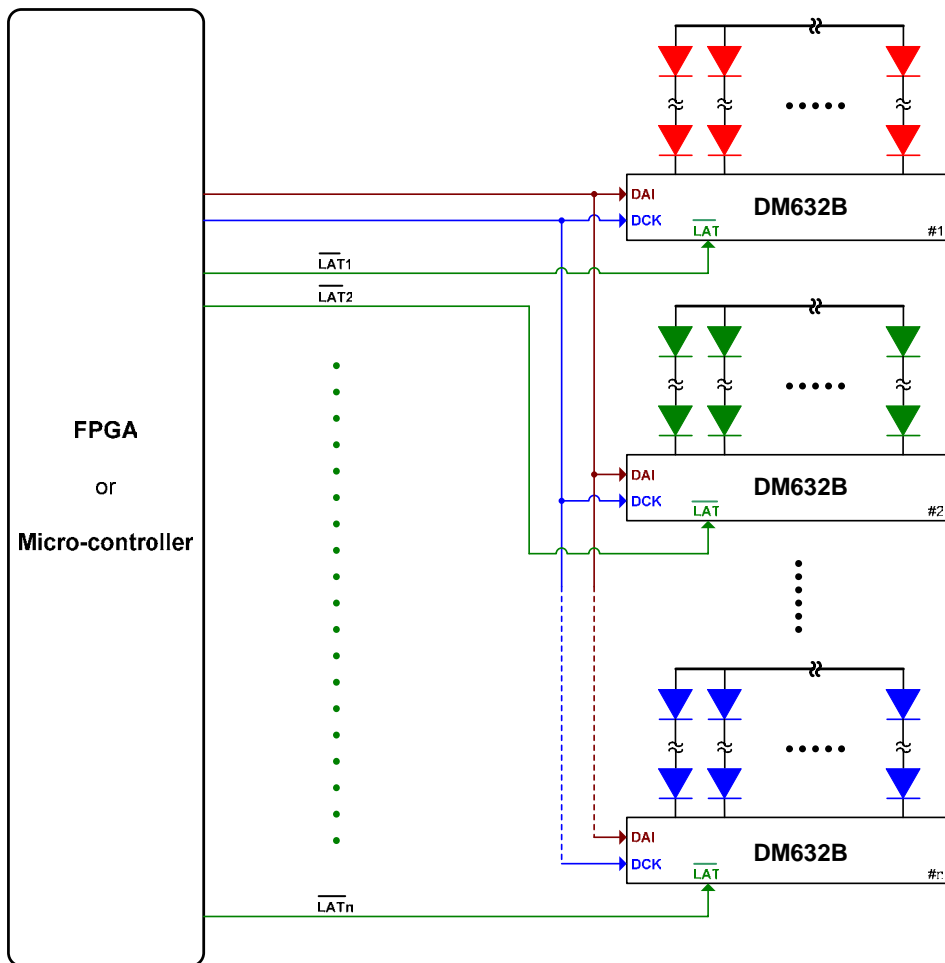 FPGA
or
Micro-controller
LAT1
LAT2
LATn
DAI
DCK
LAT
DM632B
#1
DAI
DCK
LAT
DM632B
#2
DAI
DCK
LAT
DM632B
#n